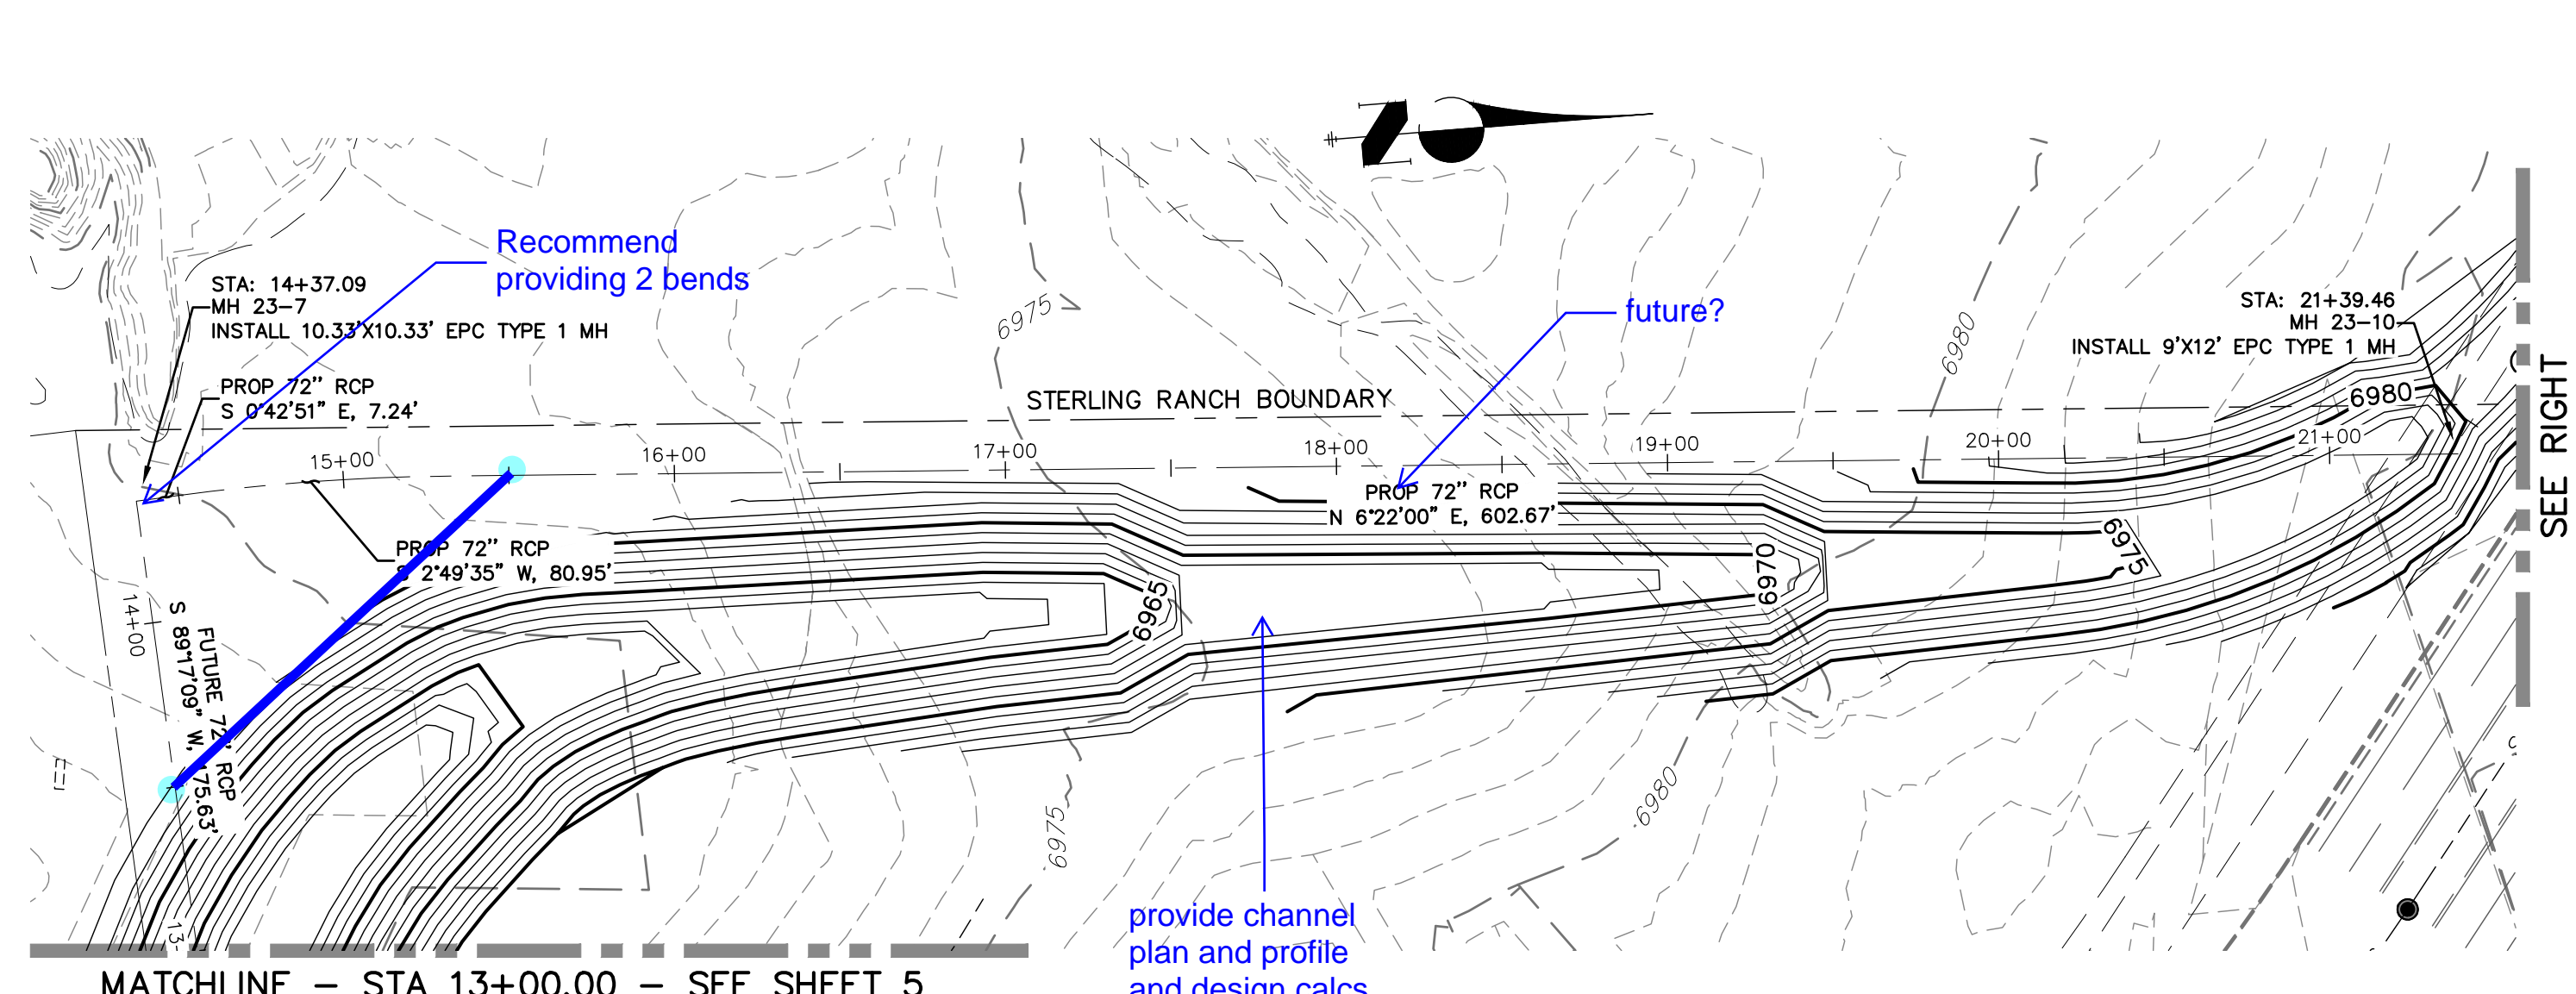 Recommend
providing 2 bends
STA: 14+37.09
MH 23-7
INSTALL 10.33'X10.33' EPC TYPE 1 MH
PROP 72" RCP
S 0°42'51" E, 7.24'
future?
STA: 21+39.46
MH 23-10
INSTALL 9'X12' EPC TYPE 1 MH
6975
6980
STERLING RANCH BOUNDARY
6980
SEE RIGHT
15+00
16+00
17+00
18+00
19+00
20+00
21+00
PROP 72" RCP
N 6°22'00" E, 602.67'
PROP 72" RCP
S 2°49'35" W, 80.95'
6965
6970
6975
14+00
FUTURE 72" RCP
S 89°17'09" W, 175.63'
6975
6980
13-
provide channel
plan and profile
and design calcs
MATCHLINE – STA 13+00.00 – SEE SHEET 5